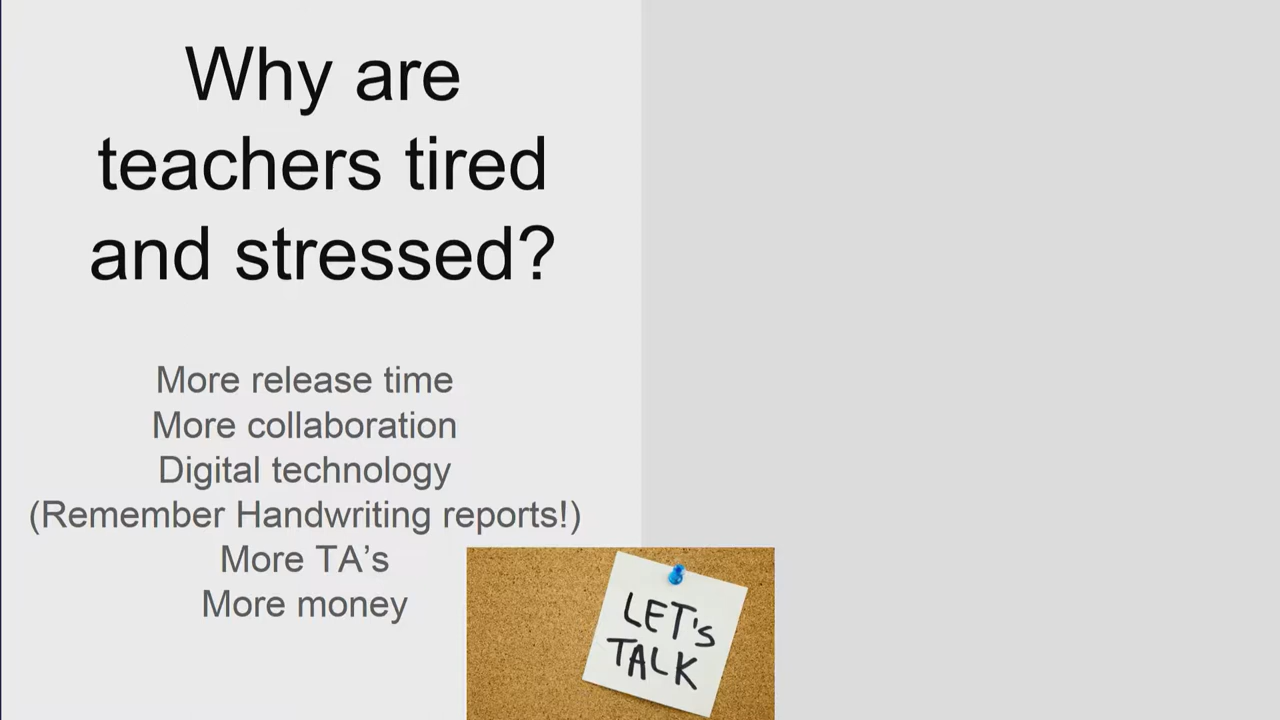 Why are
teachers tired
and stressed?
More release time
More collaboration
Digital technology
(Remember Handwriting reports!)
More TA’s
More money
LET's
TALK